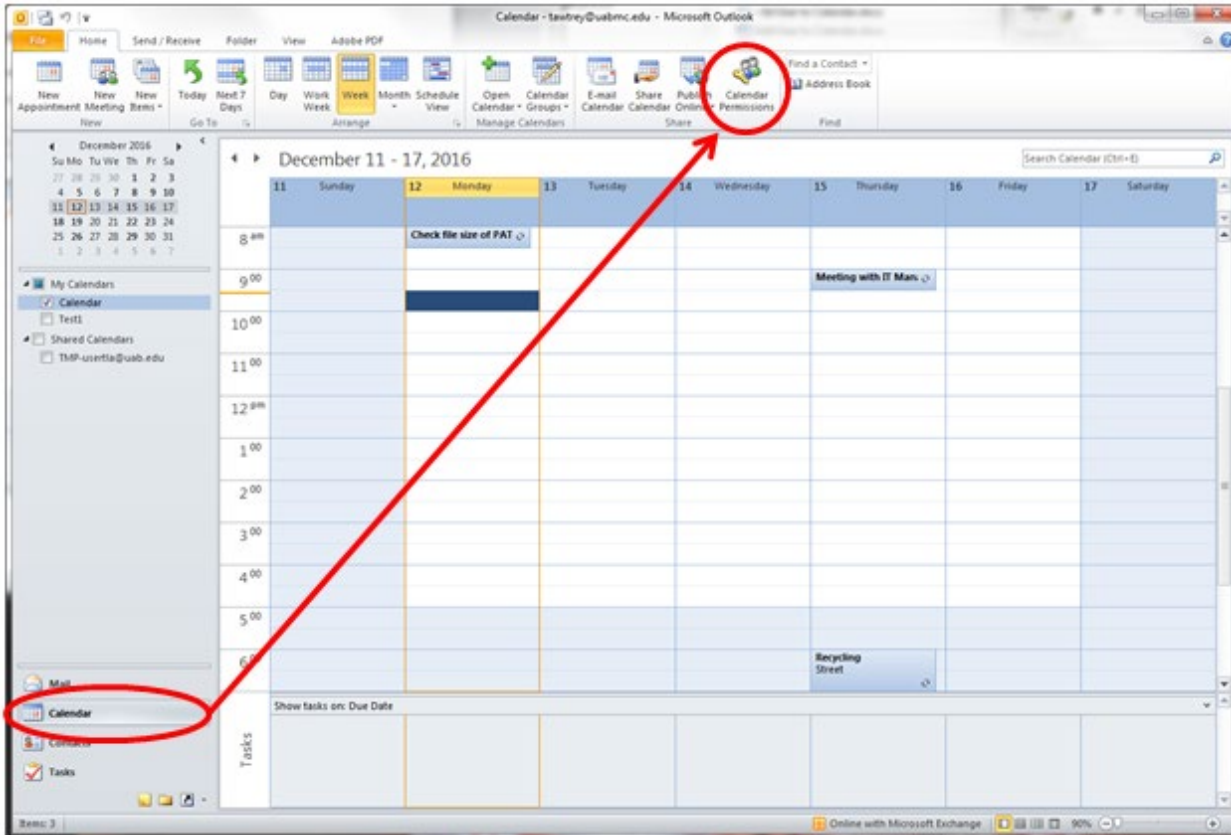 Calendar - tawtrey@uabmc.edu - Microsoft Outlook
File Home Send / Receive Folder View Adobe PDF
New Appointment New Meeting New Items Today Next 7 Days Day Work Week Week Month Schedule View Open Calendar Calendar Groups E-mail Calendar Share Calendar Publish Online Calendar Permissions Find a Contact
Address Book
New Go To Arrange Manage Calendars Share Find
December 2016
Su Mo Tu We Th Fr Sa
27 28 29 30 1 2 3
4 5 6 7 8 9 10
11 12 13 14 15 16 17
18 19 20 21 22 23 24
25 26 27 28 29 30 31
1 2 3 4 5 6 7
My Calendars
Calendar
Test1
Shared Calendars
TMP-usertla@uab.edu
Mail
Calendar
Contacts
Tasks
December 11 - 17, 2016
Search Calendar (Ctrl+E)
11 Sunday 12 Monday 13 Tuesday 14 Wednesday 15 Thursday 16 Friday 17 Saturday
8 am
Check file size of PAT
9 00
Meeting with IT Man
10 00
11 00
12 pm
1 00
2 00
3 00
4 00
5 00
6
Recycling
Street
Show tasks on: Due Date
Tasks
Items: 3
Online with Microsoft Exchange 90%